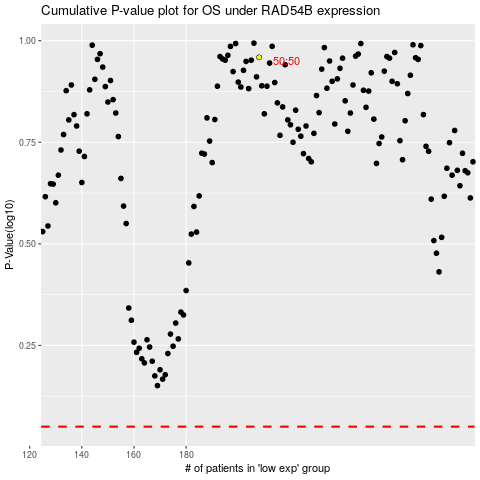 Cumulative P-value plot for OS under RAD54B expression
P-Value(log10)
1.00
0.75
0.50
0.25
50:50
120 140 160 180
# of patients in 'low exp' group